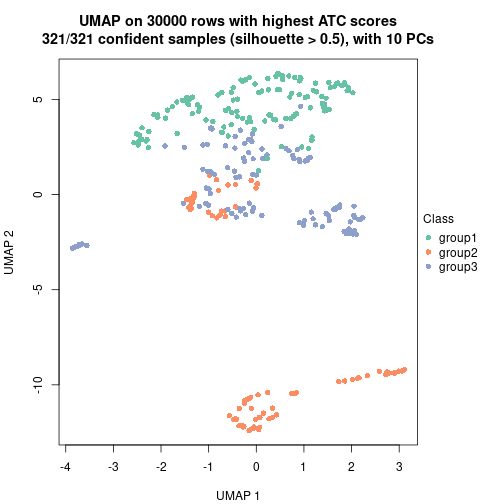 UMAP on 30000 rows with highest ATC scores
321/321 confident samples (silhouette > 0.5), with 10 PCs
5
0
-5
-10
UMAP 2
-4 -3 -2 -1 0 1 2 3
UMAP 1
Class
group1
group2
group3